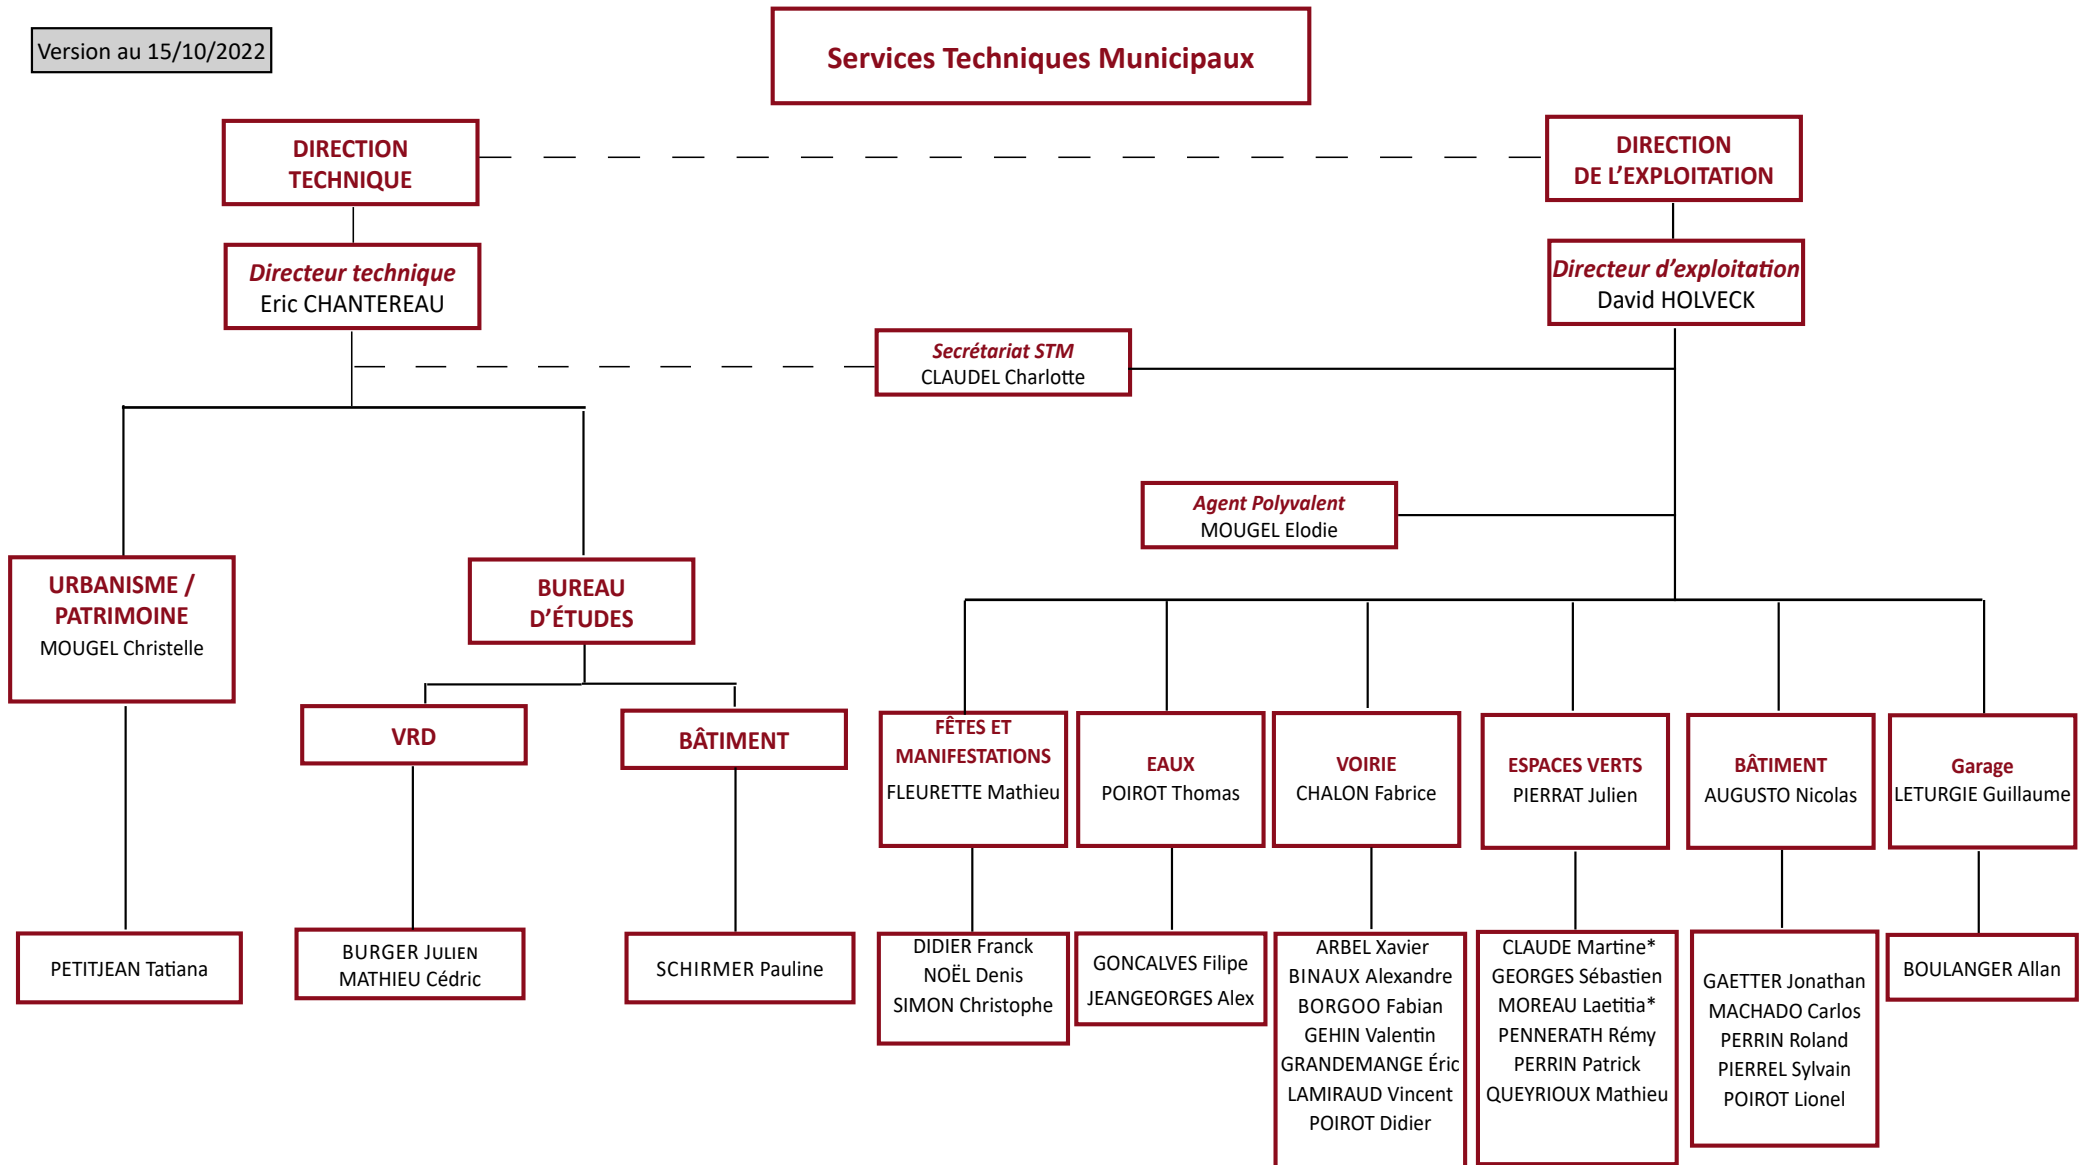 Version au 15/10/2022
Services Techniques Municipaux
DIRECTION
TECHNIQUE
DIRECTION
DE L’EXPLOITATION
Directeur technique
Eric CHANTEREAU
Directeur d’exploitation
David HOLVECK
Secrétariat STM
CLAUDEL Charlotte
Agent Polyvalent
MOUGEL Elodie
URBANISME /
PATRIMOINE
MOUGEL Christelle
BUREAU
D’ÉTUDES
VRD
BÂTIMENT
FÊTES ET
MANIFESTATIONS
FLEURETTE Mathieu
EAUX
POIROT Thomas
VOIRIE
CHALON Fabrice
ESPACES VERTS
PIERRAT Julien
BÂTIMENT
AUGUSTO Nicolas
Garage
LETURGIE Guillaume
PETITJEAN Tatiana
BURGER JULIEN
MATHIEU Cédric
SCHIRMER Pauline
DIDIER Franck
NOËL Denis
SIMON Christophe
GONCALVES Filipe
JEANGEORGES Alex
ARBEL Xavier
BINAUX Alexandre
BORGOO Fabian
GEHIN Valentin
GRANDEMANGE Éric
LAMIRAUD Vincent
POIROT Didier
CLAUDE Martine*
GEORGES Sébastien
MOREAU Laetitia*
PENNERATH Rémy
PERRIN Patrick
QUEYRIOUX Mathieu
GAETTER Jonathan
MACHADO Carlos
PERRIN Roland
PIERREL Sylvain
POIROT Lionel
BOULANGER Allan